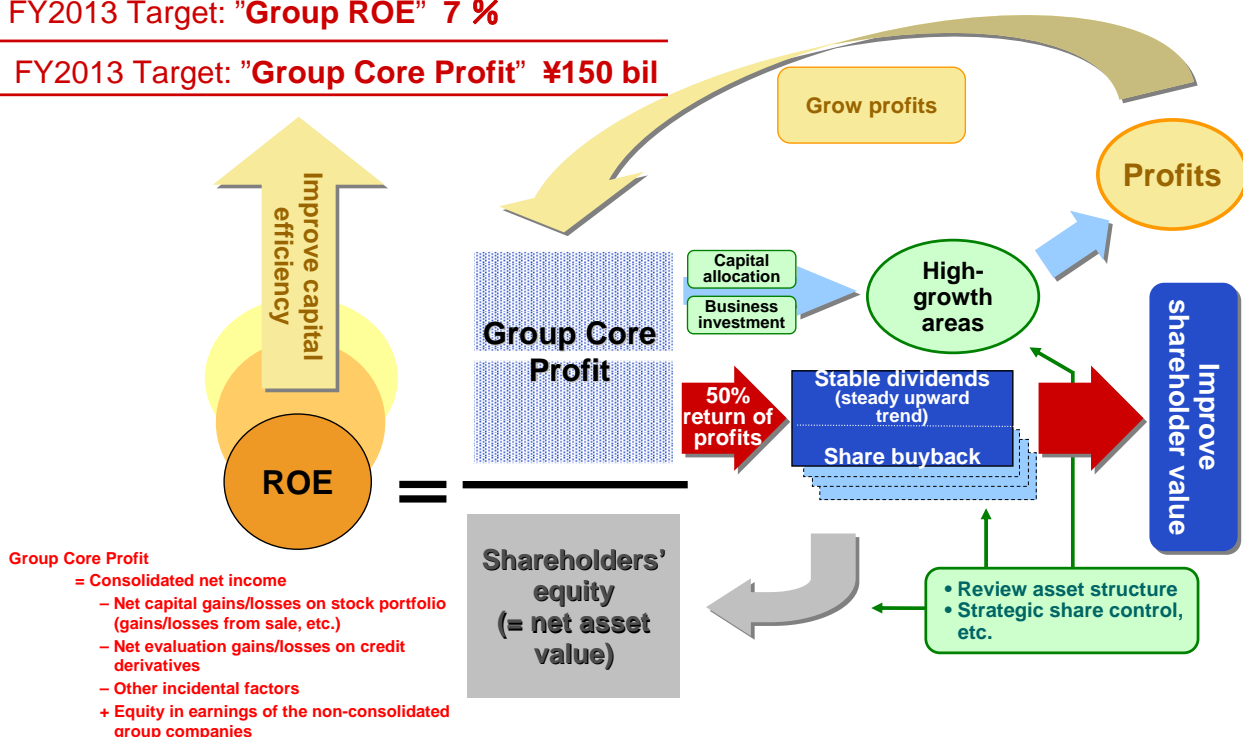 FY2013 Target: ”Group ROE” 7 %
FY2013 Target: ”Group Core Profit” ¥150 bil
Grow profits
Profits
Improve capital
efficiency
Capital
allocation
Business
investment
High-
growth
areas
Group Core
Profit
50%
return of
profits
Stable dividends
(steady upward
trend)
Share buyback
Improve
shareholder value
ROE
=
Shareholders’
equity
(= net asset
value)
• Review asset structure
• Strategic share control,
etc.
Group Core Profit
= Consolidated net income
– Net capital gains/losses on stock portfolio
(gains/losses from sale, etc.)
– Net evaluation gains/losses on credit
derivatives
– Other incidental factors
+ Equity in earnings of the non-consolidated
group companies